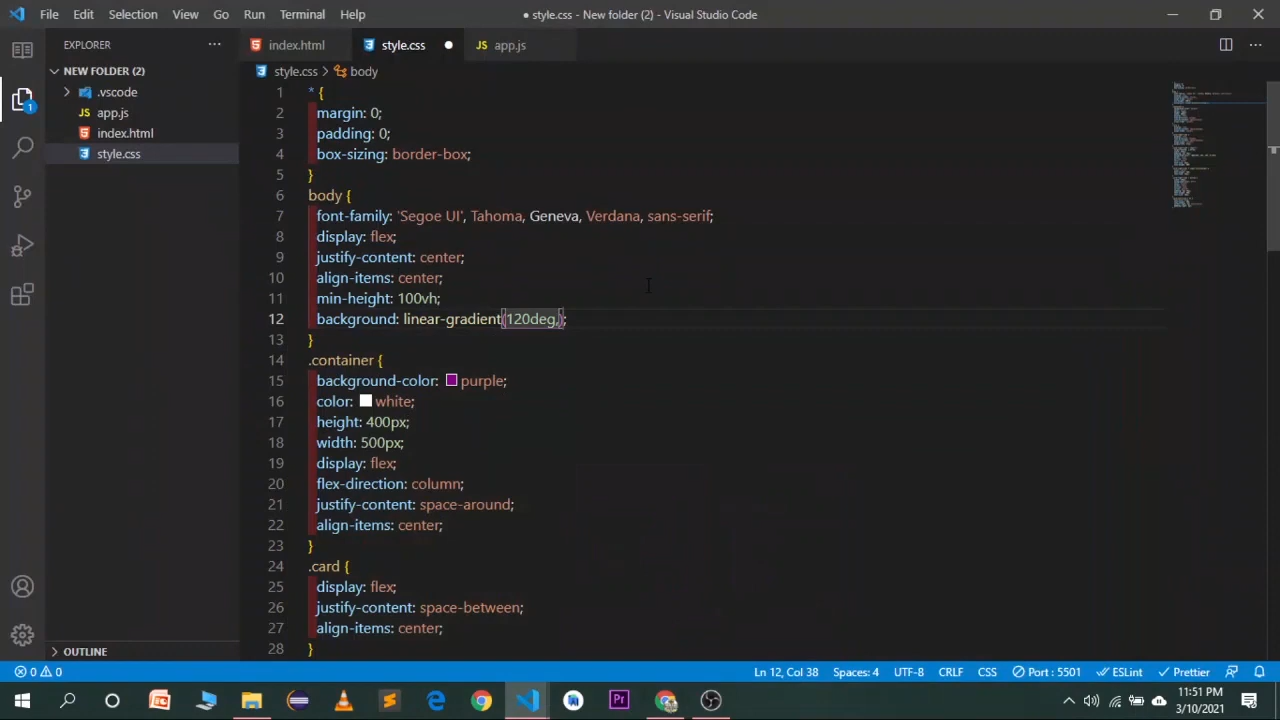 File Edit Selection View Go Run Terminal Help ● style.css - New folder (2) - Visual Studio Code
EXPLORER ...
index.html
style.css ●
JS app.js
NEW FOLDER (2)
.vscode
JS app.js
index.html
style.css
OUTLINE
style.css > body
1 * {
2 margin: 0;
3 padding: 0;
4 box-sizing: border-box;
5 }
6 body {
7 font-family: 'Segoe UI', Tahoma, Geneva, Verdana, sans-serif;
8 display: flex;
9 justify-content: center;
10 align-items: center;
11 min-height: 100vh;
12 background: linear-gradient(120deg,);
13 }
14 .container {
15 background-color: purple;
16 color: white;
17 height: 400px;
18 width: 500px;
19 display: flex;
20 flex-direction: column;
21 justify-content: space-around;
22 align-items: center;
23 }
24 .card {
25 display: flex;
26 justify-content: space-between;
27 align-items: center;
28 }
1
0 0 Ln 12, Col 38 Spaces: 4 UTF-8 CRLF CSS Port : 5501 ESLint Prettier
Pr
11:51 PM
3/10/2021